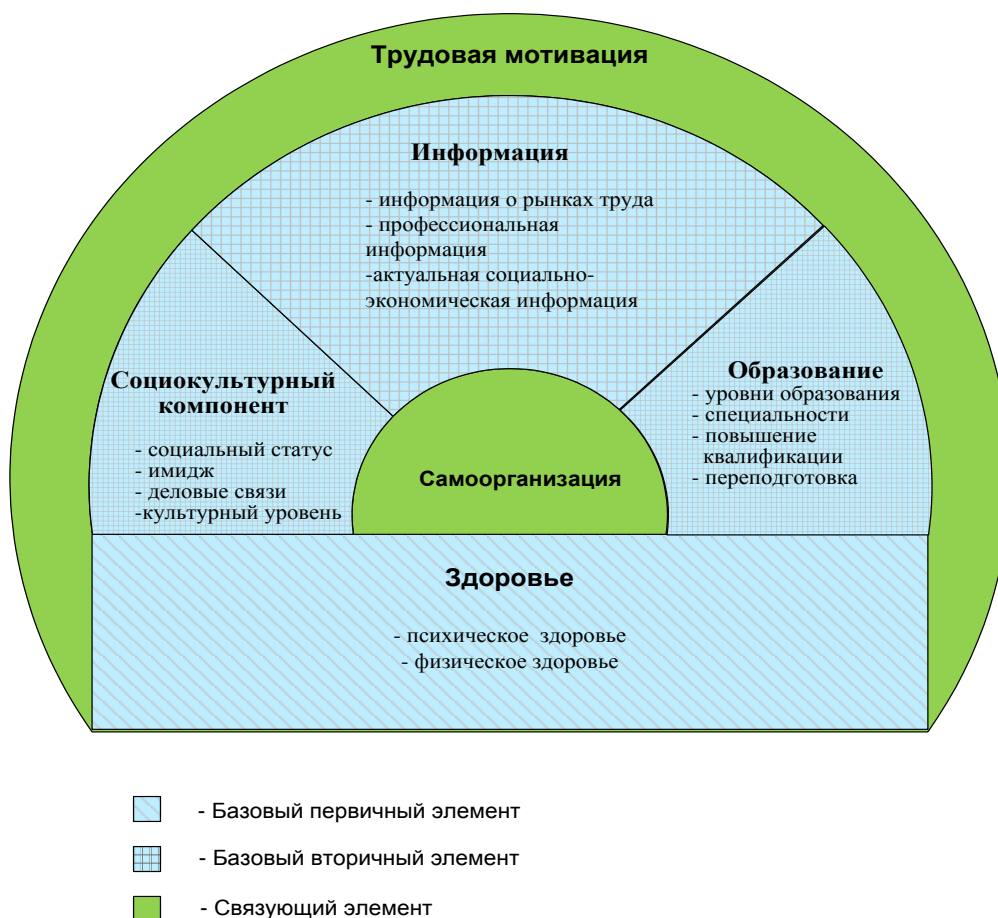 Трудовая мотивация
Информация
- информация о рынках труда
- профессиональная
информация
-актуальная социально-
экономическая информация
Социокультурный
компонент
- социальный статус
- имидж
- деловые связи
-культурный уровень
Образование
- уровни образования
- специальности
- повышение
квалификации
- переподготовка
Самоорганизация
Здоровье
- психическое здоровье
- физическое здоровье
- Базовый первичный элемент
- Базовый вторичный элемент
- Связующий элемент